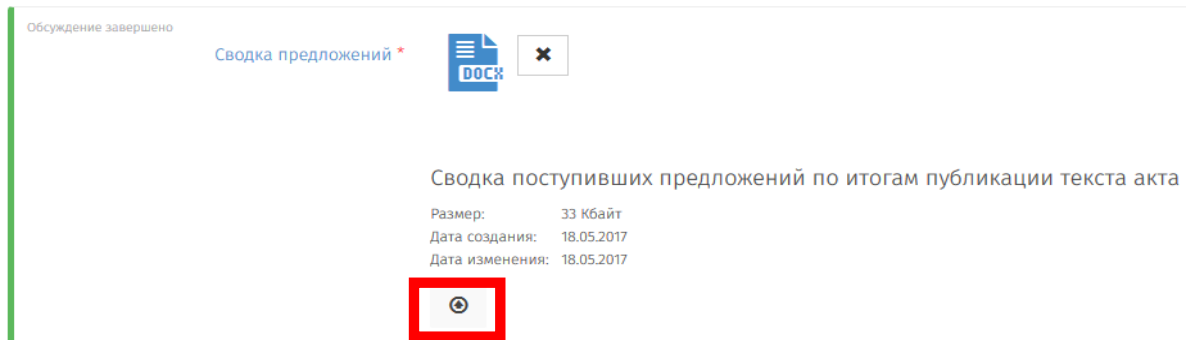 Обсуждение завершено
Сводка предложений *
DOCX
Сводка поступивших предложений по итогам публикации текста акта
Размер: 33 Кбайт
Дата создания: 18.05.2017
Дата изменения: 18.05.2017